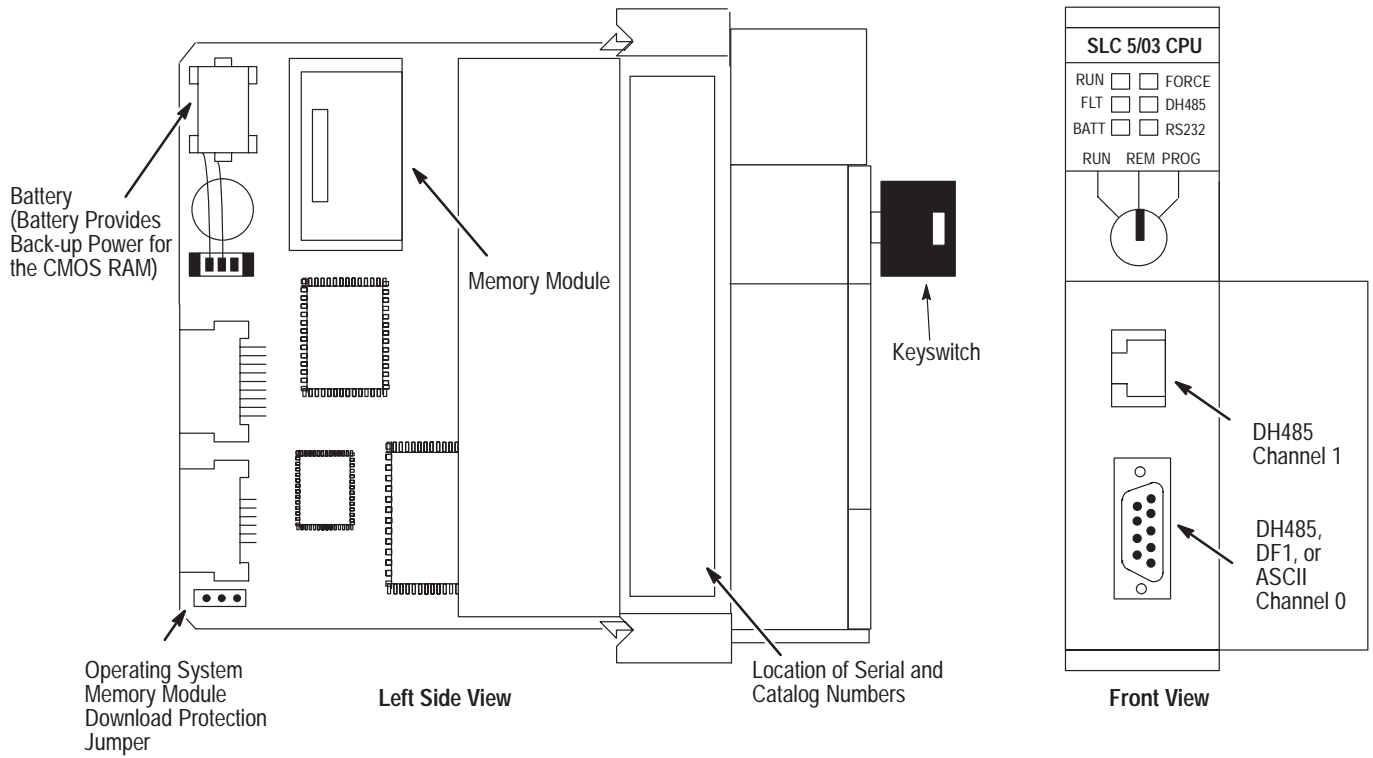 Battery
(Battery Provides
Back-up Power for
the CMOS RAM)
Memory Module
Keyswitch
Operating System
Memory Module
Download Protection
Jumper
Left Side View
Location of Serial and
Catalog Numbers
SLC 5/03 CPU
RUN FORCE
FLT DH485
BATT RS232
RUN REM PROG
DH485
Channel 1
DH485,
DF1, or
ASCII
Channel 0
Front View